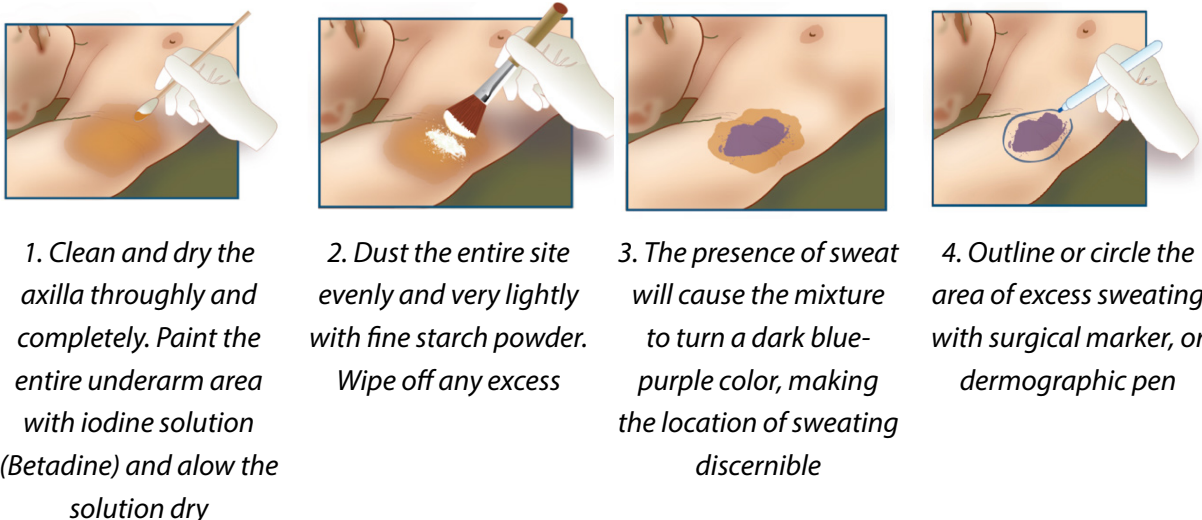 1. Clean and dry the
axilla throughly and
completely. Paint the
entire underarm area
with iodine solution
(Betadine) and alow the
solution dry
2. Dust the entire site
evenly and very lightly
with fine starch powder.
Wipe off any excess
3. The presence of sweat
will cause the mixture
to turn a dark blue-
purple color, making
the location of sweating
discernible
4. Outline or circle the
area of excess sweating
with surgical marker, or
dermographic pen